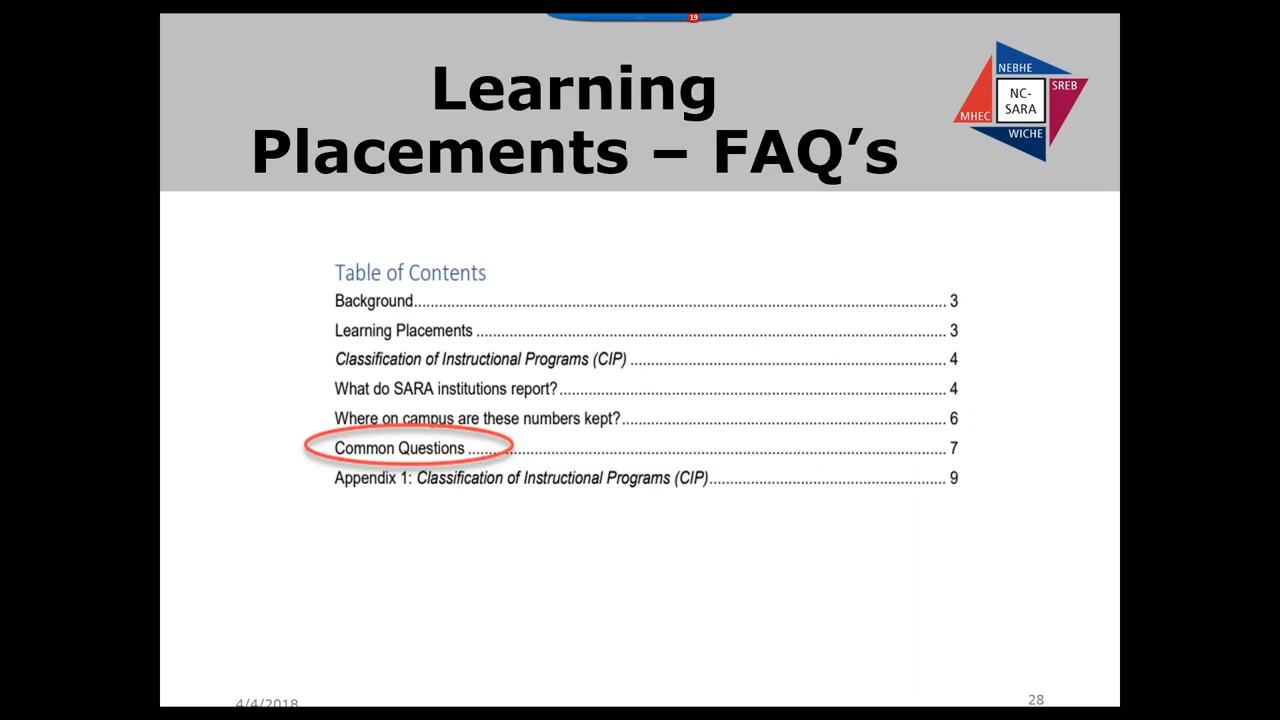 19
Learning
Placements – FAQ’s
NEBHE
SREB
NC-
SARA
MHEC
WICHE
Table of Contents
Background........................................................................................................ 3
Learning Placements ........................................................................................................ 3
Classification of Instructional Programs (CIP) ........................................................................ 4
What do SARA institutions report?................................................................................ 4
Where on campus are these numbers kept?........................................................................ 6
Common Questions ........................................................................................................ 7
Appendix 1: Classification of Instructional Programs (CIP)................................................ 9
4/4/2018
28